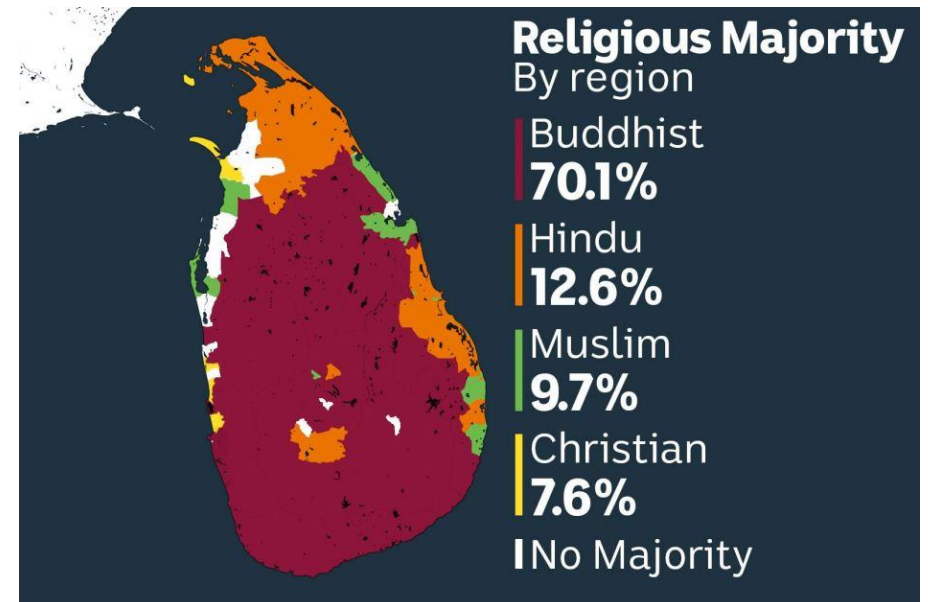 Religious Majority
By region
Buddhist
70.1%
Hindu
12.6%
Muslim
9.7%
Christian
7.6%
No Majority